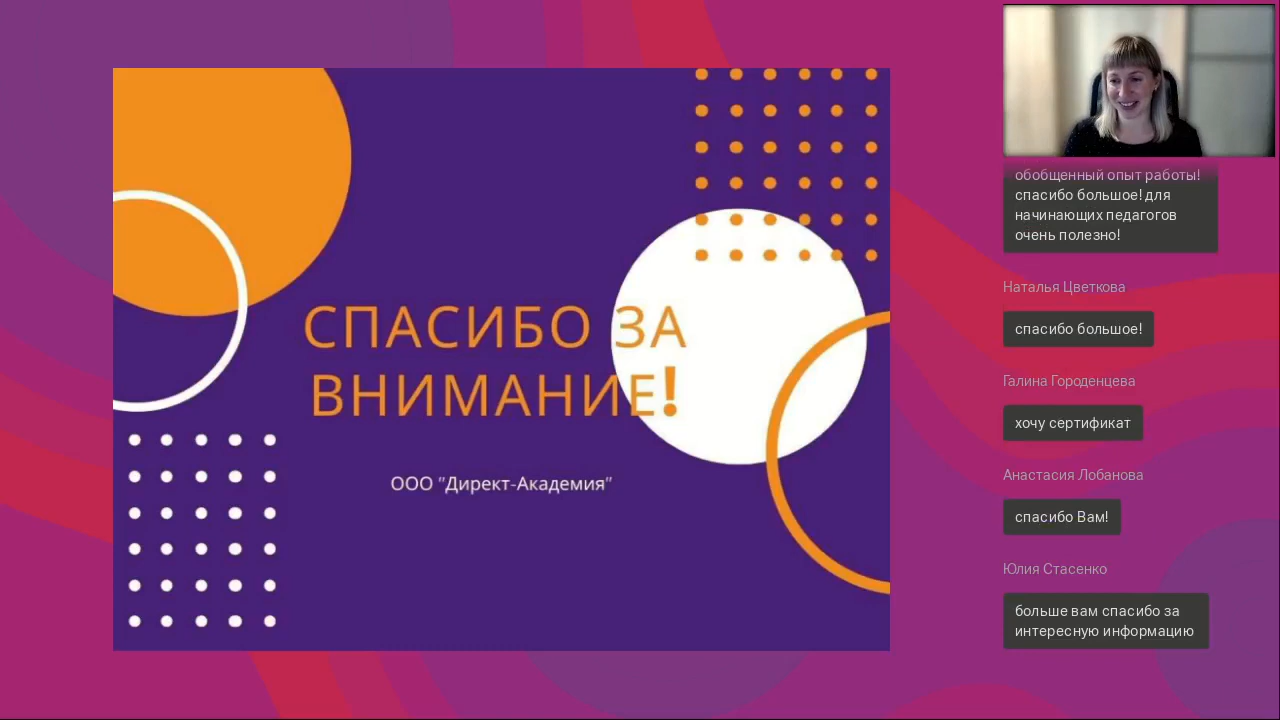 СПАСИБО ЗА
ВНИМАНИЕ!
ООО "Директ-Академия"
обобщенный опыт работы!
спасибо большое! для
начинающих педагогов
очень полезно!
Наталья Цветкова
спасибо большое!
Галина Городенцева
хочу сертификат
Анастасия Лобанова
спасибо Вам!
Юлия Стасенко
больше вам спасибо за
интересную информацию